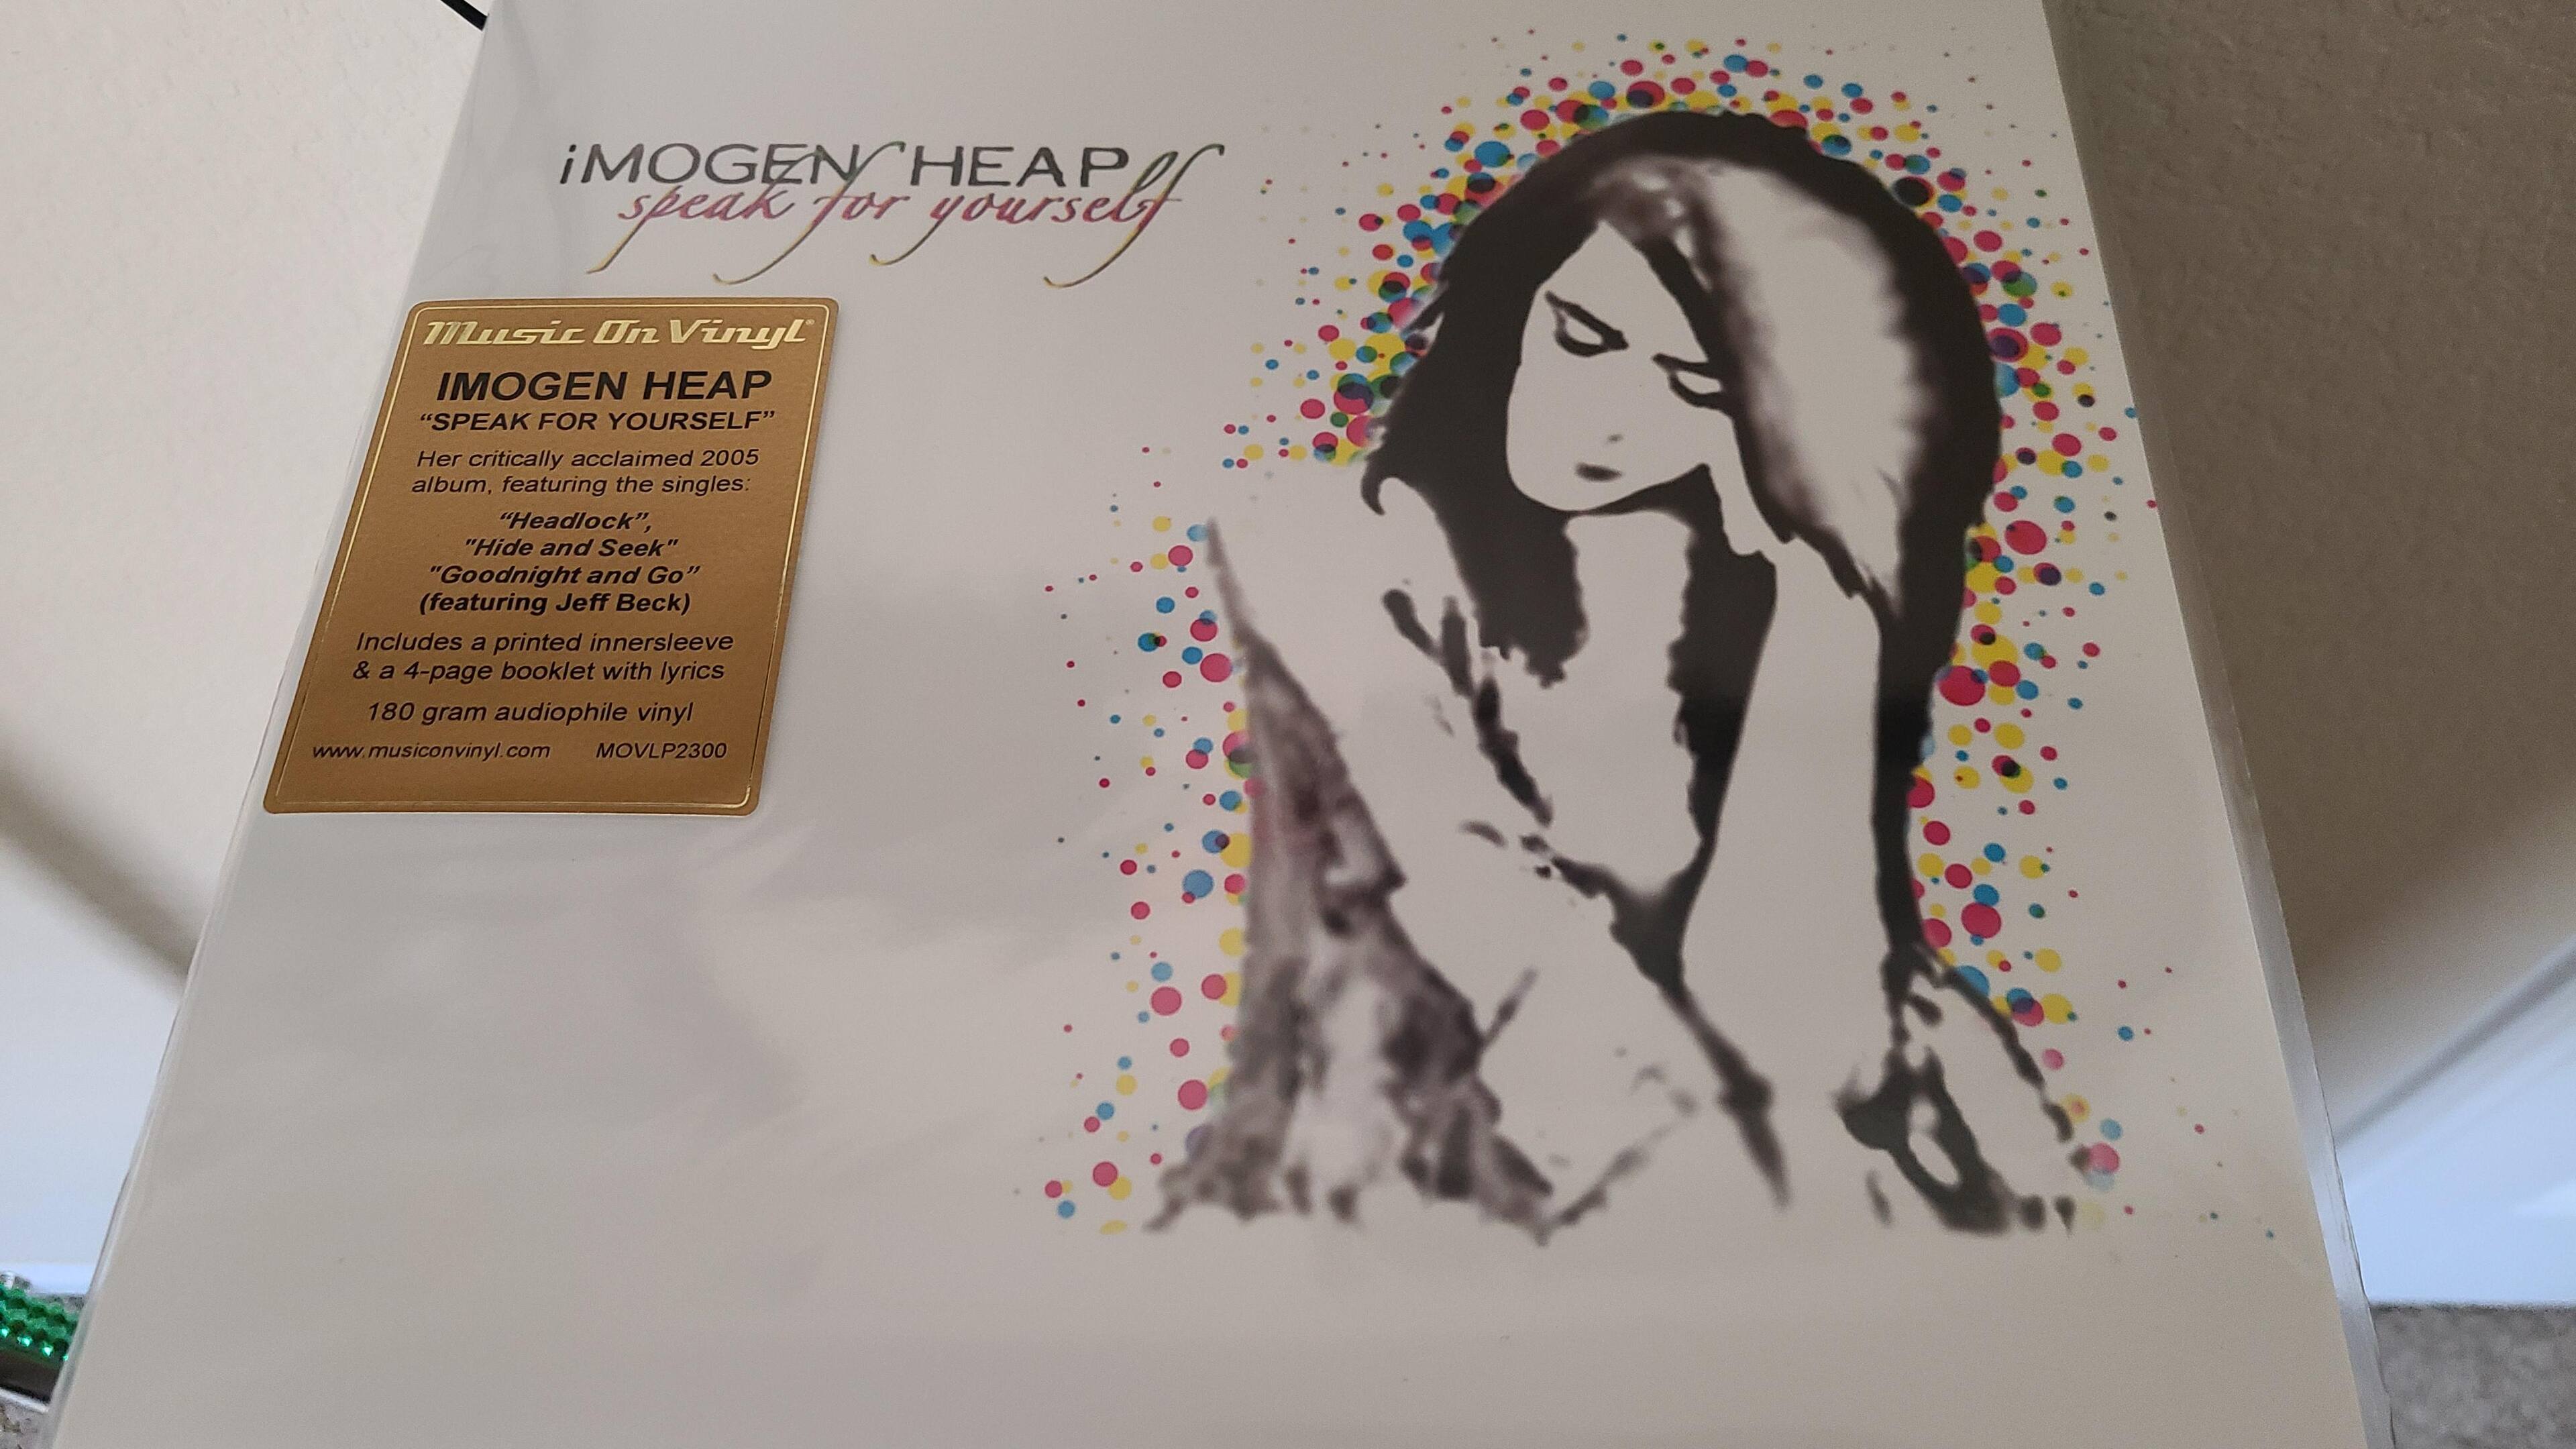 iMOGEN HEAP
speak for yourself
Music On Vinyl®
IMOGEN HEAP
“SPEAK FOR YOURSELF”
Her critically acclaimed 2005
album, featuring the singles:
“Headlock”,
"Hide and Seek"
"Goodnight and Go”
(featuring Jeff Beck)
Includes a printed innersleeve
& a 4-page booklet with lyrics
180 gram audiophile vinyl
www.musiconvinyl.com MOVLP2300